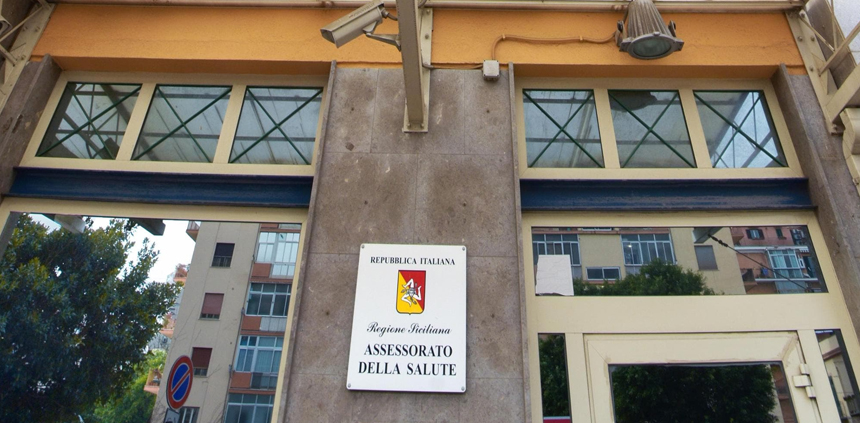 REPUBBLICA ITALIANA
Regione Siciliana
ASSESSORATO
DELLA SALUTE